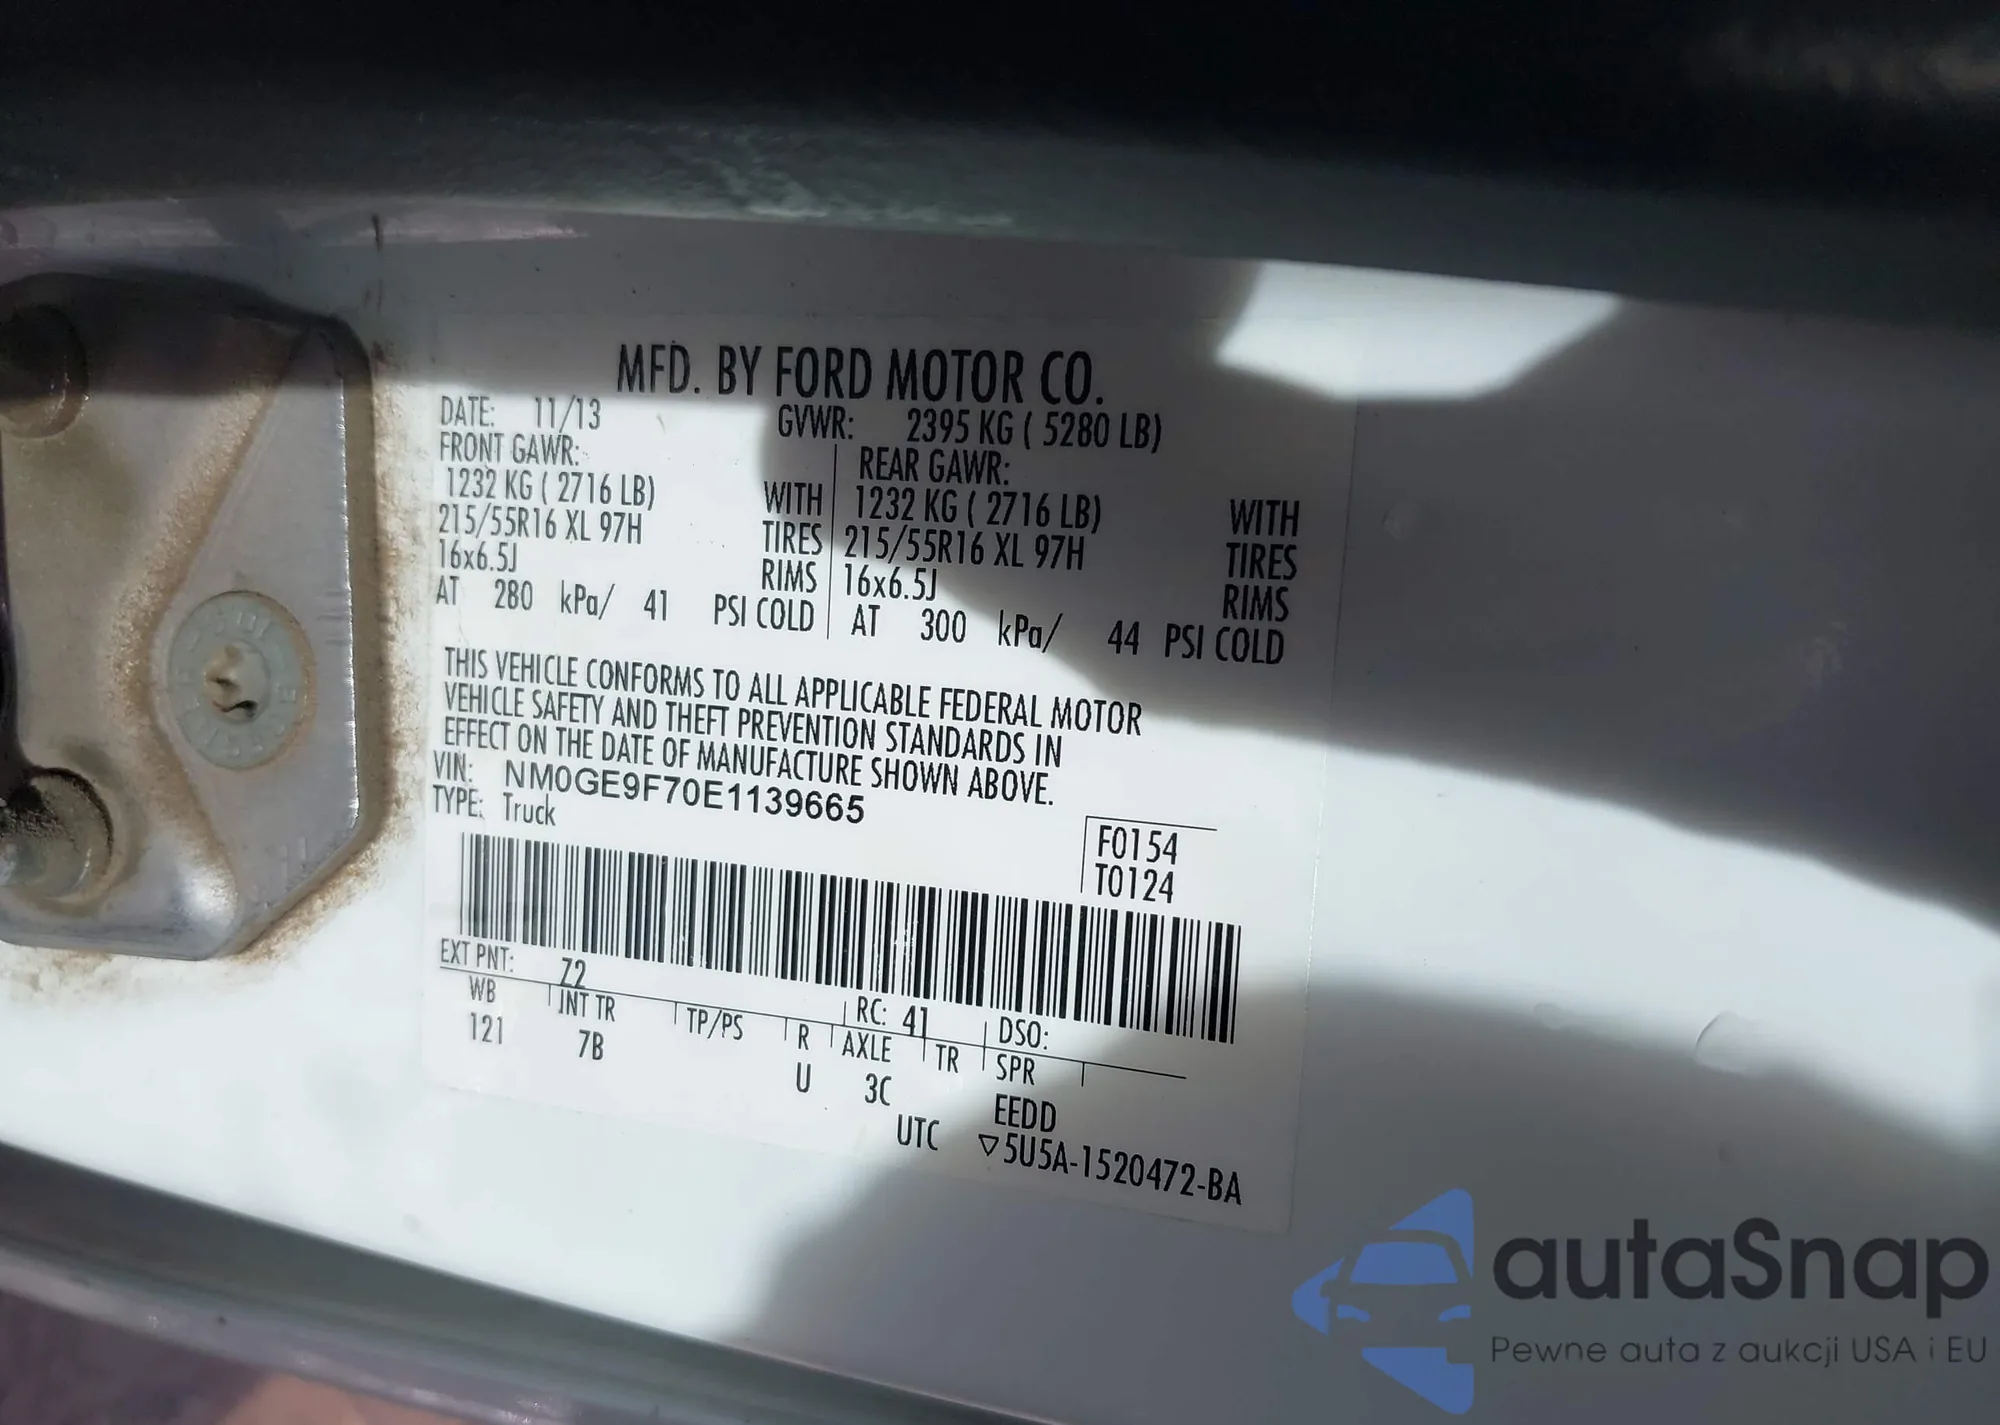 MFD. BY FORD MOTOR CO.
DATE: 11/13 GVWR: 2395 KG ( 5280 LB)
FRONT GAWR: REAR GAWR:
1232 KG ( 2716 LB) WITH 1232 KG ( 2716 LB) WITH
215/55R16 XL 97H TIRES 215/55R16 XL 97H TIRES
16x6.5J RIMS 16x6.5J RIMS
AT 280 kPa/ 41 PSI COLD AT 300 kPa/ 44 PSI COLD
THIS VEHICLE CONFORMS TO ALL APPLICABLE FEDERAL MOTOR
VEHICLE SAFETY AND THEFT PREVENTION STANDARDS IN
EFFECT ON THE DATE OF MANUFACTURE SHOWN ABOVE.
VIN: NM0GE9F70E1139665
TYPE: Truck
F0154
T0124
EXT PNT: Z2 RC: 41 DSO:
WB INT TR TP/PS R AXLE TR SPR
121 7B U 3C EEDD
UTC ▽5U5A-1520472-BA
autaSnap
Pewne auta z aukcji USA i EU